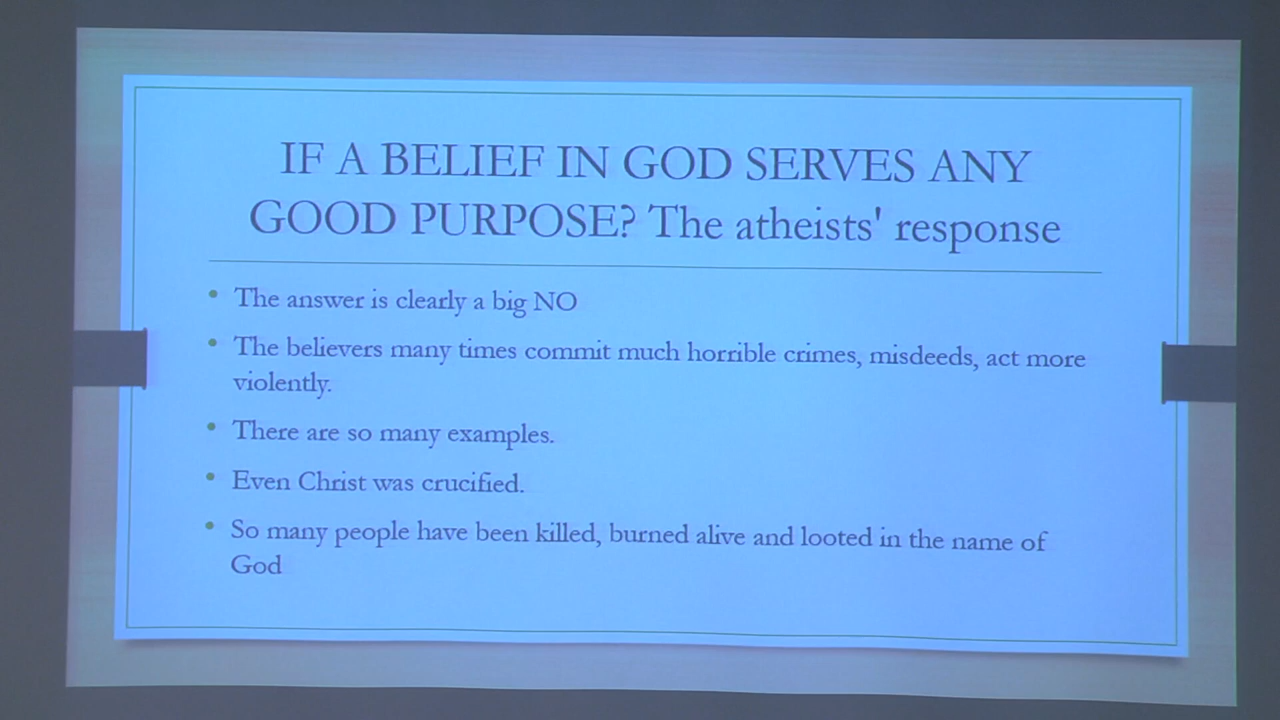 IF A BELIEF IN GOD SERVES ANY
GOOD PURPOSE? The atheists' response
• The answer is clearly a big NO
• The believers many times commit much horrible crimes, misdeeds, act more
violently.
• There are so many examples.
• Even Christ was crucified.
• So many people have been killed, burned alive and looted in the name of
God